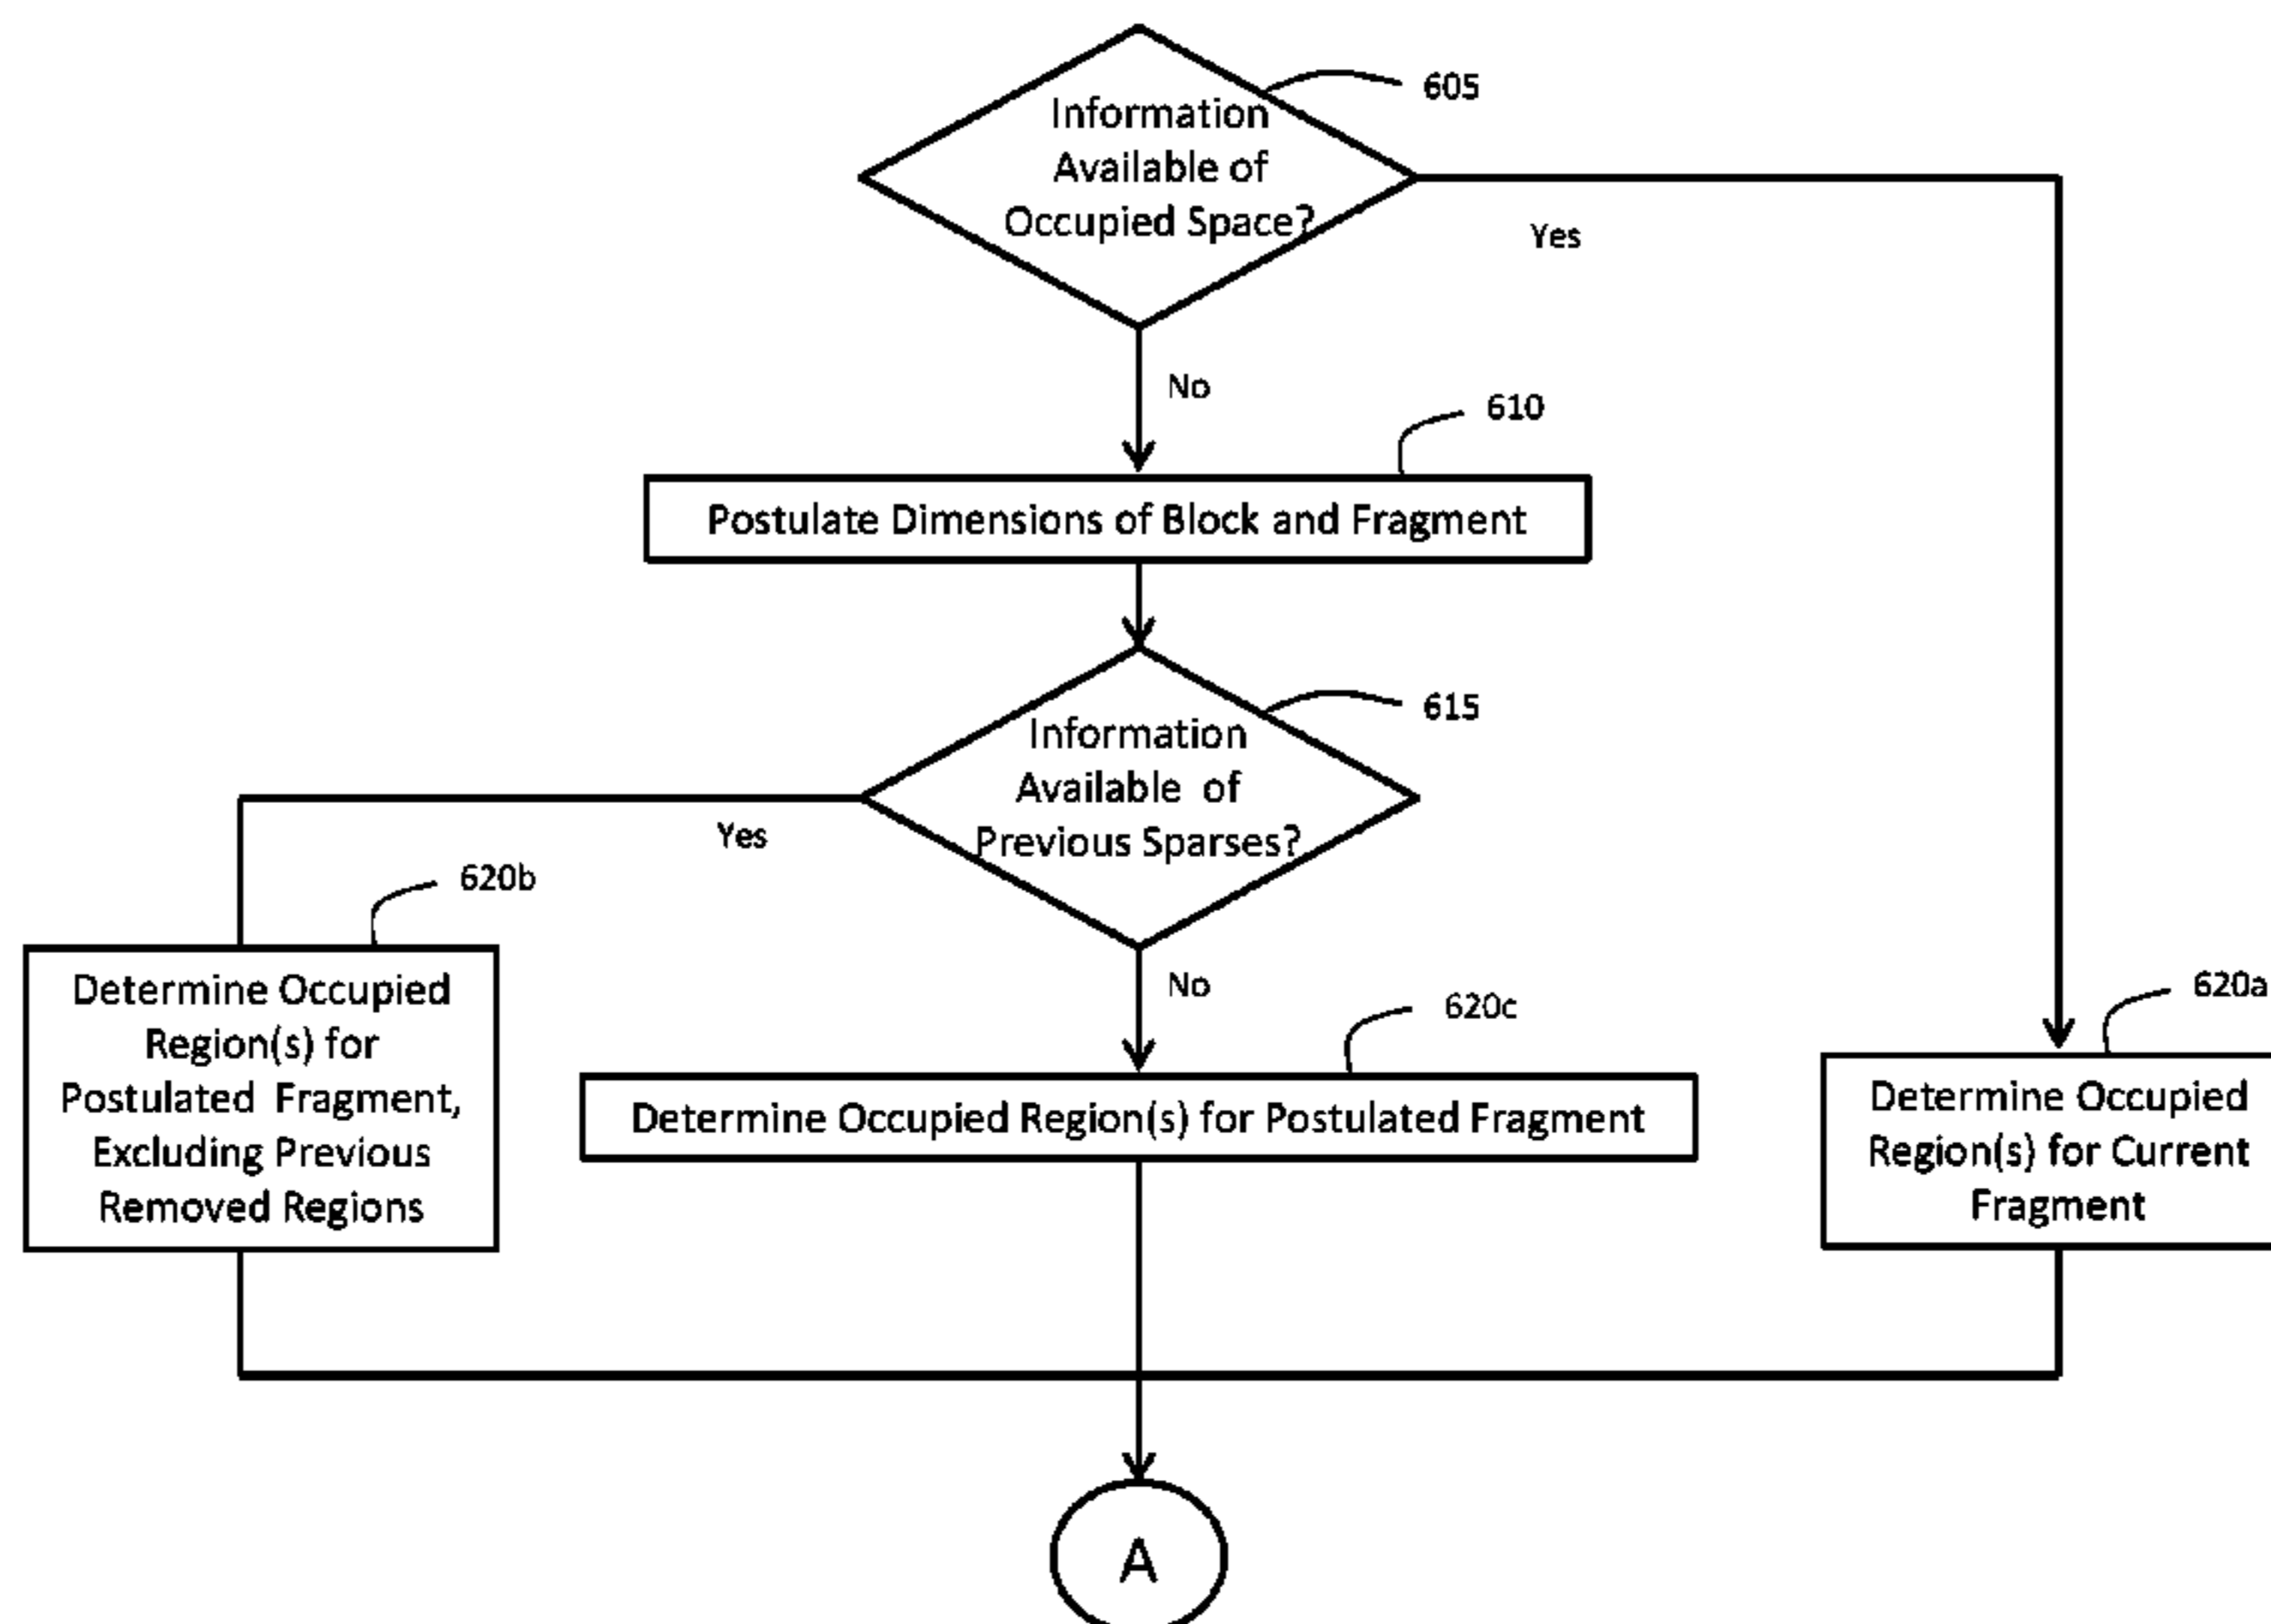 605
Information
Available of
Occupied Space?
Yes
No
610
Postulate Dimensions of Block and Fragment
615
Information
Available of
Previous Sparses?
Yes
No
620b
Determine Occupied
Region(s) for
Postulated Fragment,
Excluding Previous
Removed Regions
620c
Determine Occupied Region(s) for Postulated Fragment
620a
Determine Occupied
Region(s) for Current
Fragment
A